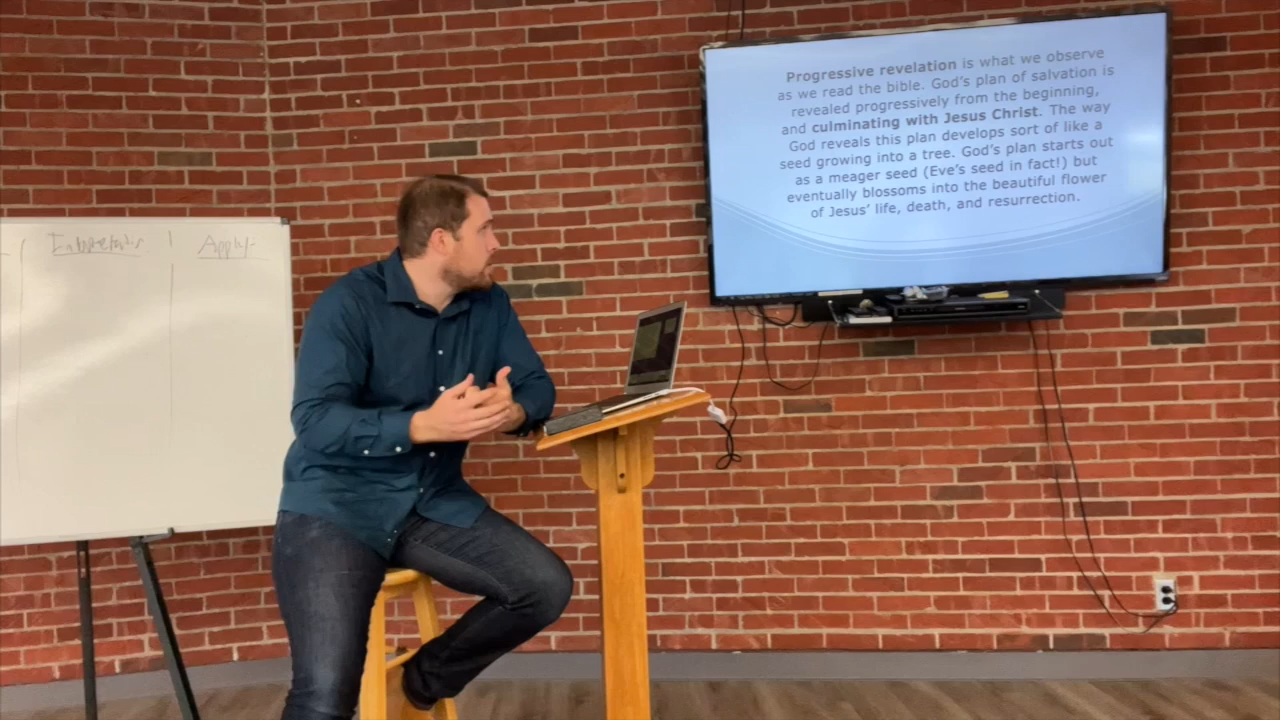 Progressive revelation is what we observe
as we read the bible. God's plan of salvation is
revealed progressively from the beginning,
and culminating with Jesus Christ. The way
God reveals this plan develops sort of like a
seed growing into a tree. God's plan starts out
as a meager seed (Eve's seed in fact!) but
eventually blossoms into the beautiful flower
of Jesus' life, death, and resurrection.